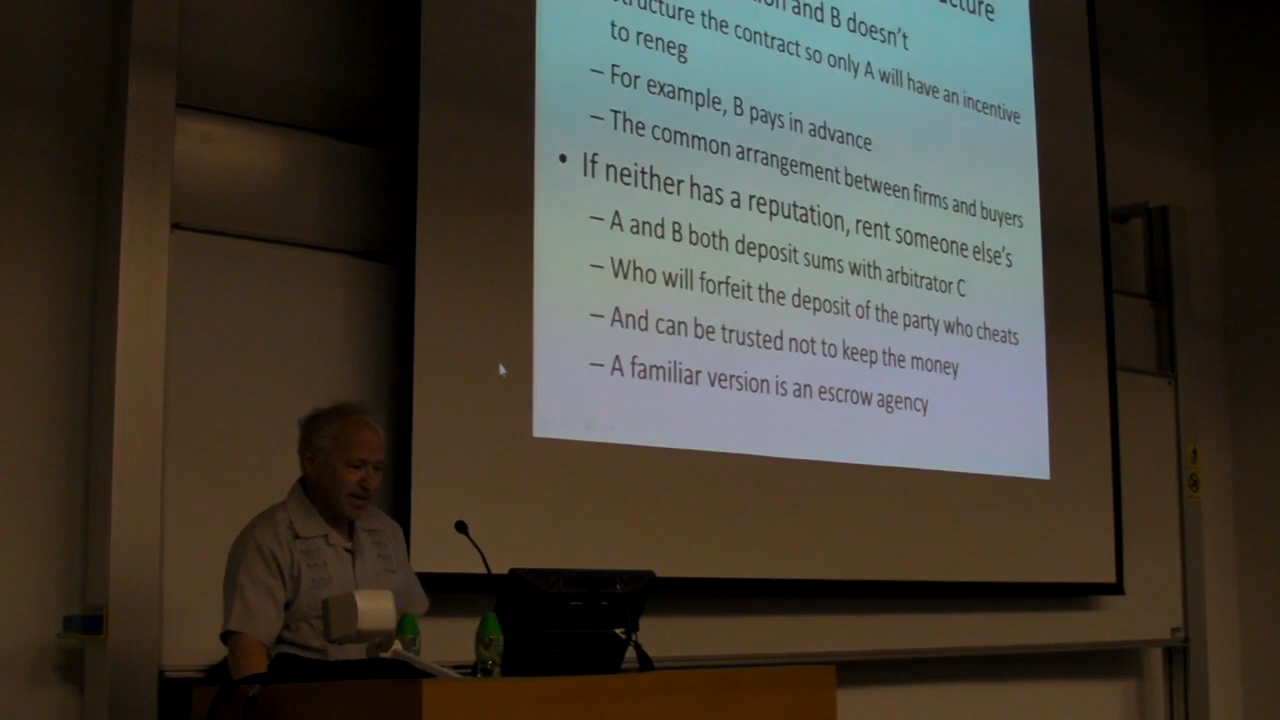 and B doesn't
structure the contract so only A will have an incentive
to reneg
– For example, B pays in advance
– The common arrangement between firms and buyers
• If neither has a reputation, rent someone else's
– A and B both deposit sums with arbitrator C
– Who will forfeit the deposit of the party who cheats
– And can be trusted not to keep the money
– A familiar version is an escrow agency